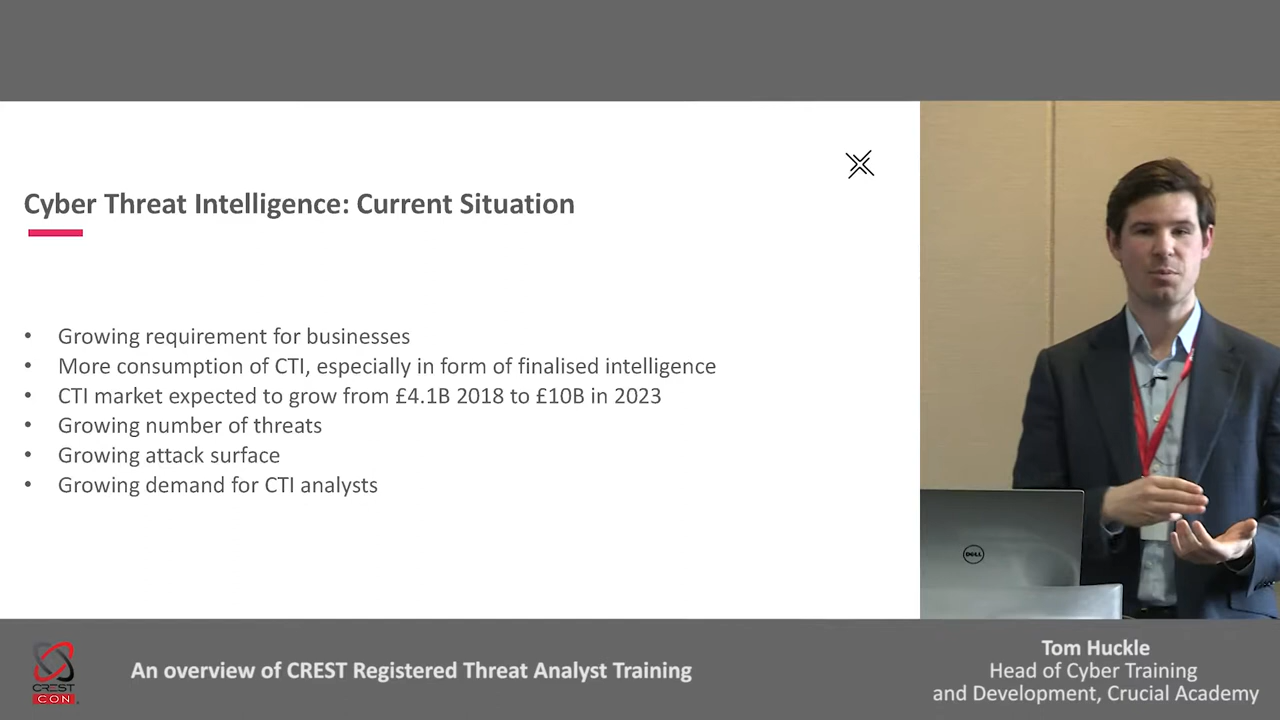 Cyber Threat Intelligence: Current Situation
• Growing requirement for businesses
• More consumption of CTI, especially in form of finalised intelligence
• CTI market expected to grow from £4.1B 2018 to £10B in 2023
• Growing number of threats
• Growing attack surface
• Growing demand for CTI analysts
DELL
CREST
CON
An overview of CREST Registered Threat Analyst Training
Tom Huckle
Head of Cyber Training
and Development, Crucial Academy